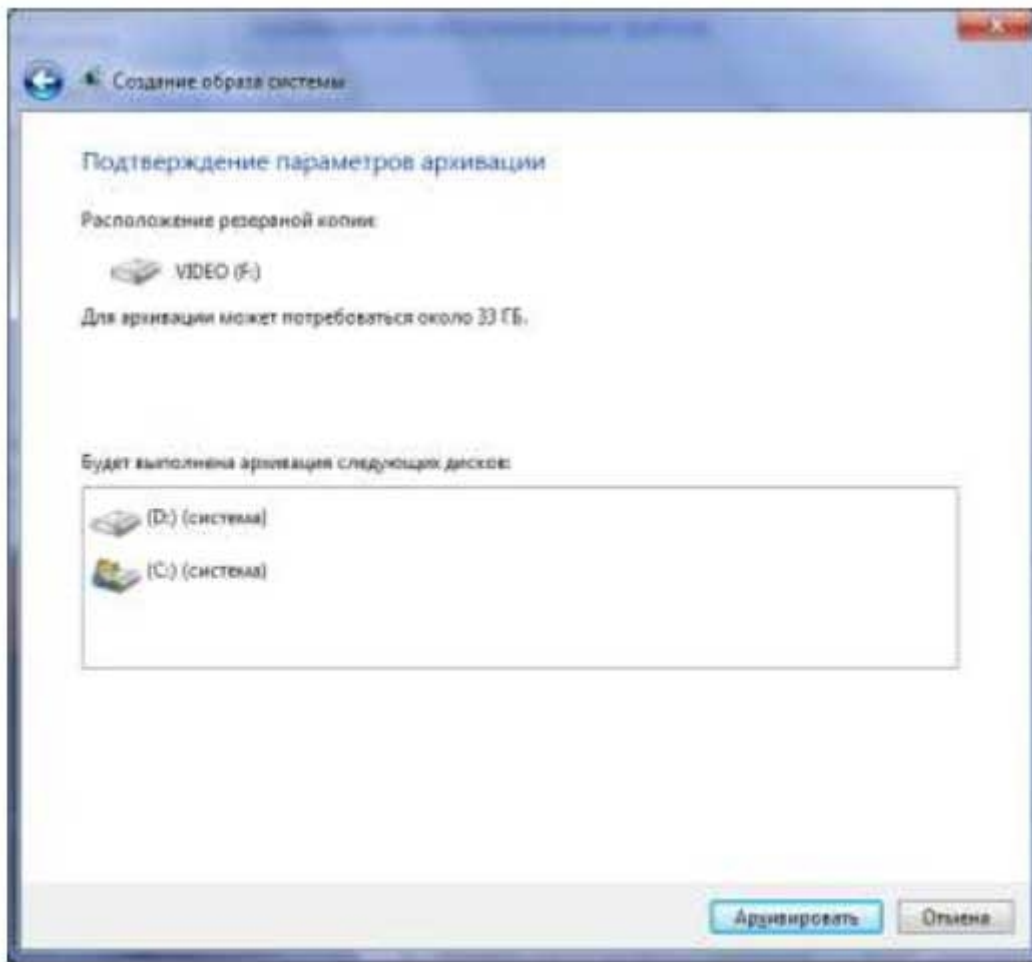 Создание образа системы
Подтверждение параметров архивации
Расположение резервной копии:
VIDEO (F:)
Для архивации может потребоваться около 33 ГБ.
Будет выполнена архивация следующих дисков:
(D:) (система)
(C:) (система)
Архивировать
Отмена